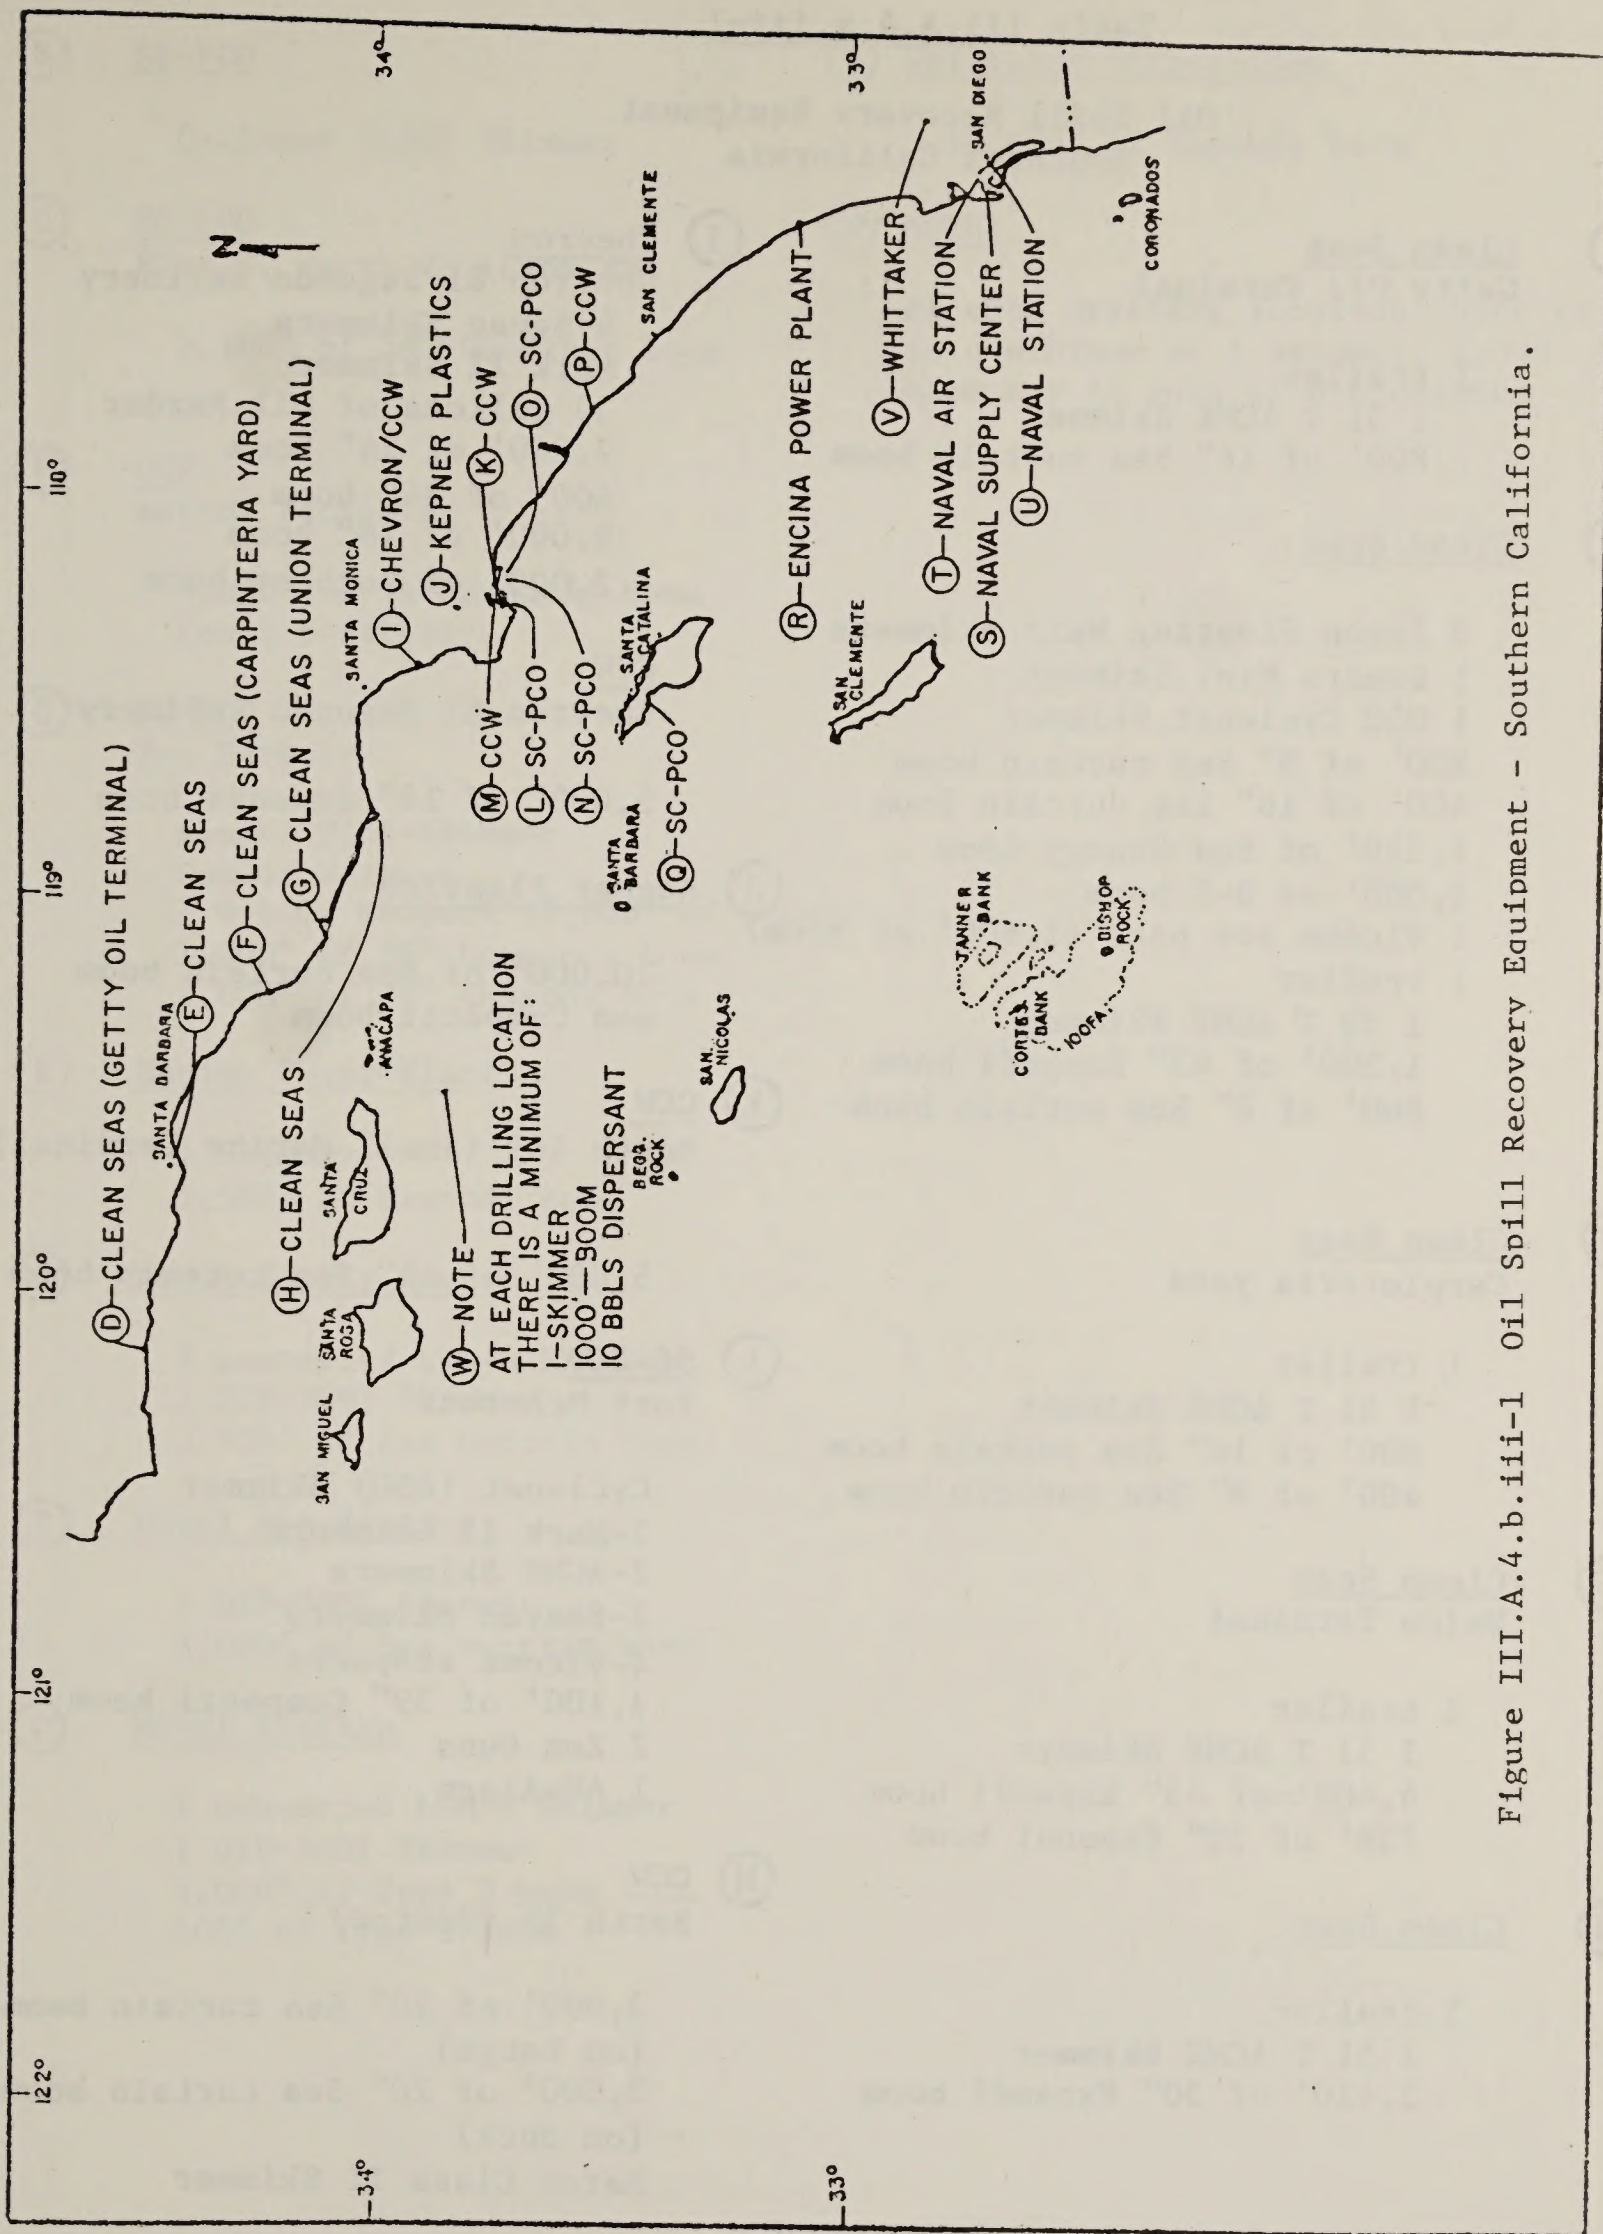 122°
121°
120°
119°
118°
34°
33°
34°
33°
N
(D)—CLEAN SEAS (GETTY OIL TERMINAL)
SANTA BARBARA
(E)—CLEAN SEAS
(F)—CLEAN SEAS (CARPINTERIA YARD)
(G)—CLEAN SEAS (UNION TERMINAL)
(H)—CLEAN SEAS
SANTA MONICA
(I)—CHEVRON/CCW
(J)—KEPNER PLASTICS
(K)—CCW
(O)—SC-PCO
(P)—CCW
SAN CLEMENTE
(M)—CCW
(L)—SC-PCO
(N)—SC-PCO
SAN MIGUEL
SANTA
ROSA
SANTA
CRUZ
ANACAPA
SANTA
BARBARA
SANTA
CATALINA
(Q)—SC-PCO
(W)—NOTE
AT EACH DRILLING LOCATION
THERE IS A MINIMUM OF:
1—SKIMMER
1000'—900M
10 BBLS DISPERSANT
BEGG
ROCK
SAN
NICOLAS
SAN
CLEMENTE
(R)—ENCINA POWER PLANT
(V)—WHITTAKER
(T)—NAVAL AIR STATION
(S)—NAVAL SUPPLY CENTER
(U)—NAVAL STATION
SAN DIEGO
CORONADOS
TANNER
BANK
CORTES
BANK
BISHOP
ROCK
100FA.
Figure III.A.4.b.iii-1 Oil Spill Recovery Equipment - Southern California.